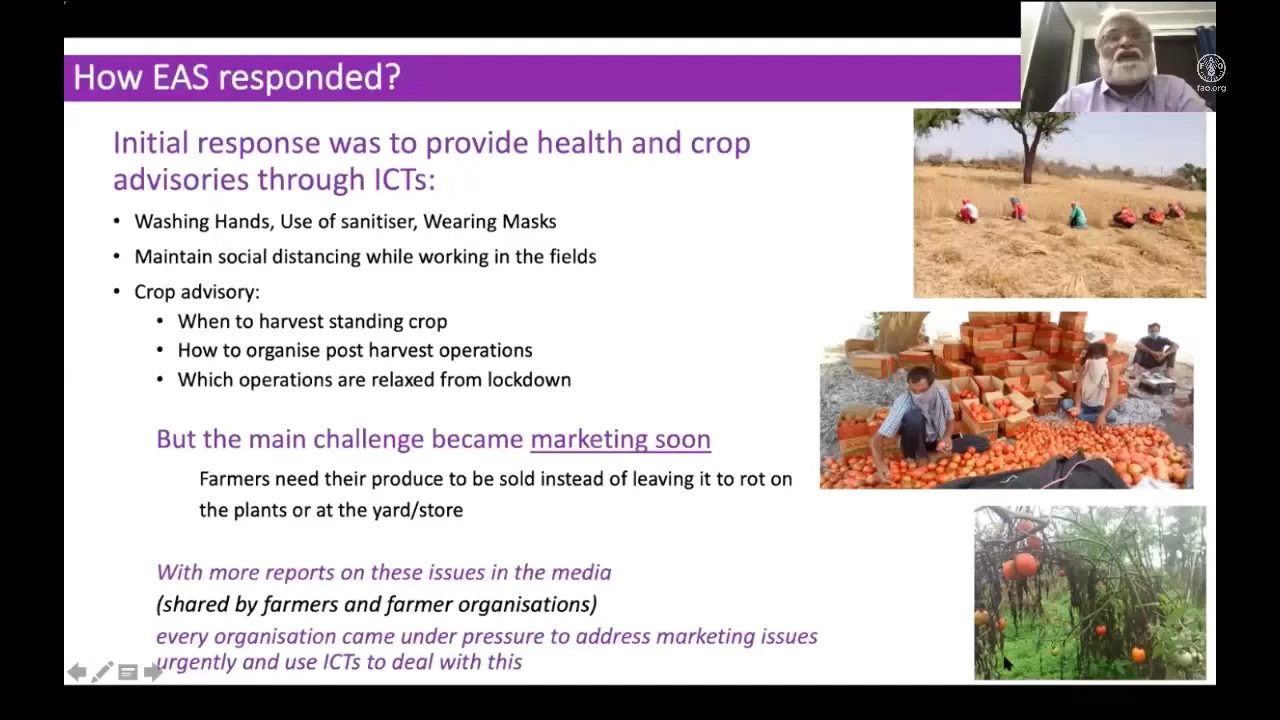 How EAS responded?
FAO
fao.org
Initial response was to provide health and crop
advisories through ICTs:
• Washing Hands, Use of sanitiser, Wearing Masks
• Maintain social distancing while working in the fields
• Crop advisory:
• When to harvest standing crop
• How to organise post harvest operations
• Which operations are relaxed from lockdown
But the main challenge became marketing soon
Farmers need their produce to be sold instead of leaving it to rot on
the plants or at the yard/store
With more reports on these issues in the media
(shared by farmers and farmer organisations)
every organisation came under pressure to address marketing issues
urgently and use ICTs to deal with this